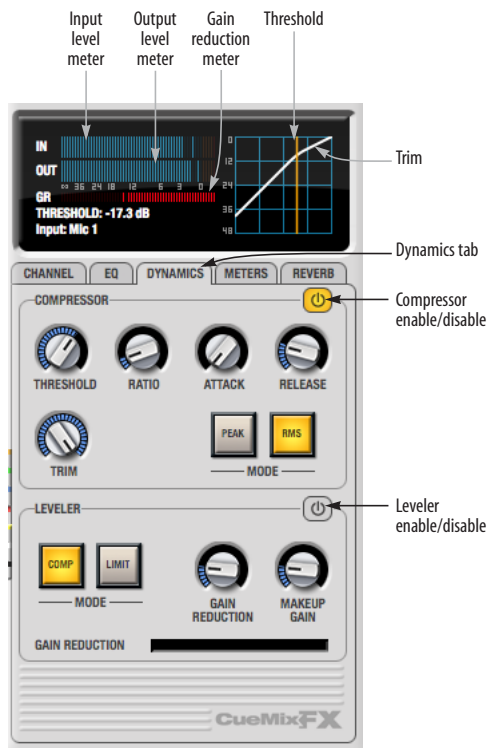 Input level meter
Output level meter
Gain reduction meter
Threshold
IN
OUT
∞ 36 24 18 12 6 3 0
GR
THRESHOLD: -17.3 dB
Input: Mic 1
0
12
24
36
48
Trim
Dynamics tab
CHANNEL EQ DYNAMICS METERS REVERB
COMPRESSOR
Compressor enable/disable
THRESHOLD RATIO ATTACK RELEASE
PEAK RMS
TRIM
MODE
LEVELER
Leveler enable/disable
COMP LIMIT
MODE
GAIN REDUCTION
MAKEUP GAIN
GAIN REDUCTION
CueMixFX